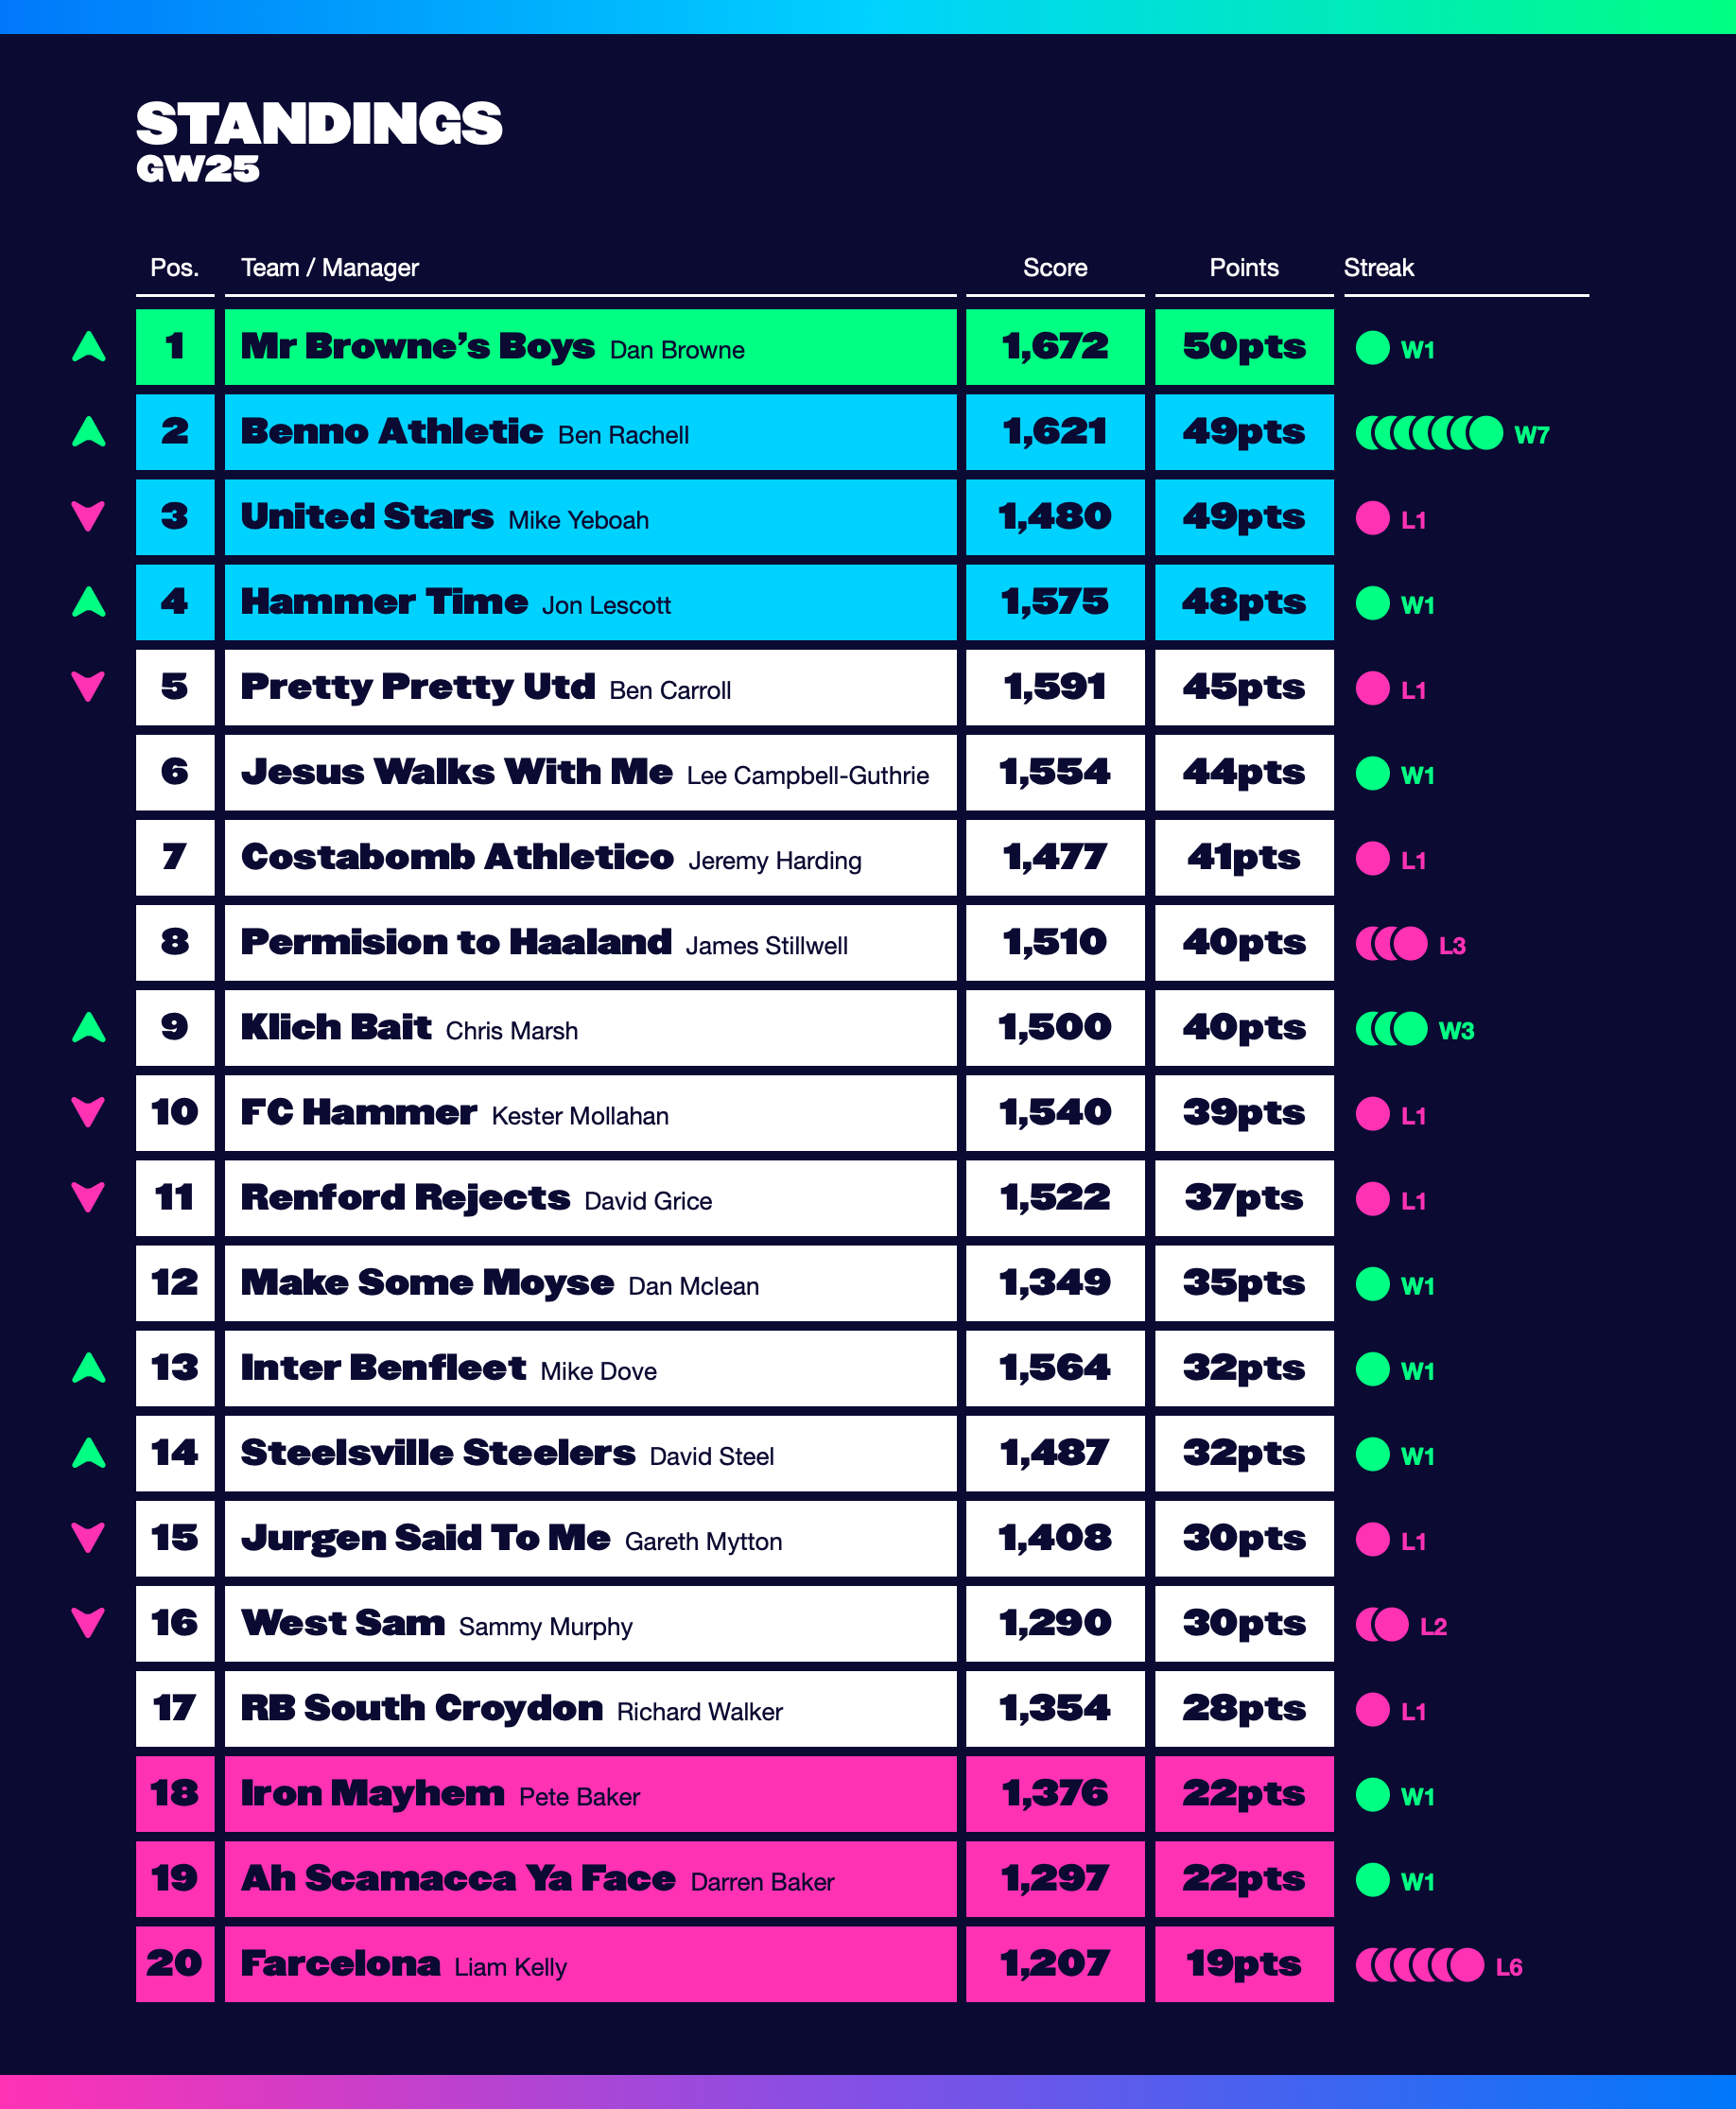 STANDINGS
GW25
Pos. Team / Manager Score Points Streak
1 Mr Browne’s Boys Dan Browne 1,672 50pts W1
2 Benno Athletic Ben Rachell 1,621 49pts W7
3 United Stars Mike Yeboah 1,480 49pts L1
4 Hammer Time Jon Lescott 1,575 48pts W1
5 Pretty Pretty Utd Ben Carroll 1,591 45pts L1
6 Jesus Walks With Me Lee Campbell-Guthrie 1,554 44pts W1
7 Costabomb Athletico Jeremy Harding 1,477 41pts L1
8 Permision to Haaland James Stillwell 1,510 40pts L3
9 Klich Bait Chris Marsh 1,500 40pts W3
10 FC Hammer Kester Mollahan 1,540 39pts L1
11 Renford Rejects David Grice 1,522 37pts L1
12 Make Some Moyse Dan Mclean 1,349 35pts W1
13 Inter Benfleet Mike Dove 1,564 32pts W1
14 Steelsville Steelers David Steel 1,487 32pts W1
15 Jurgen Said To Me Gareth Mytton 1,408 30pts L1
16 West Sam Sammy Murphy 1,290 30pts L2
17 RB South Croydon Richard Walker 1,354 28pts L1
18 Iron Mayhem Pete Baker 1,376 22pts W1
19 Ah Scamacca Ya Face Darren Baker 1,297 22pts W1
20 Farcelona Liam Kelly 1,207 19pts L6